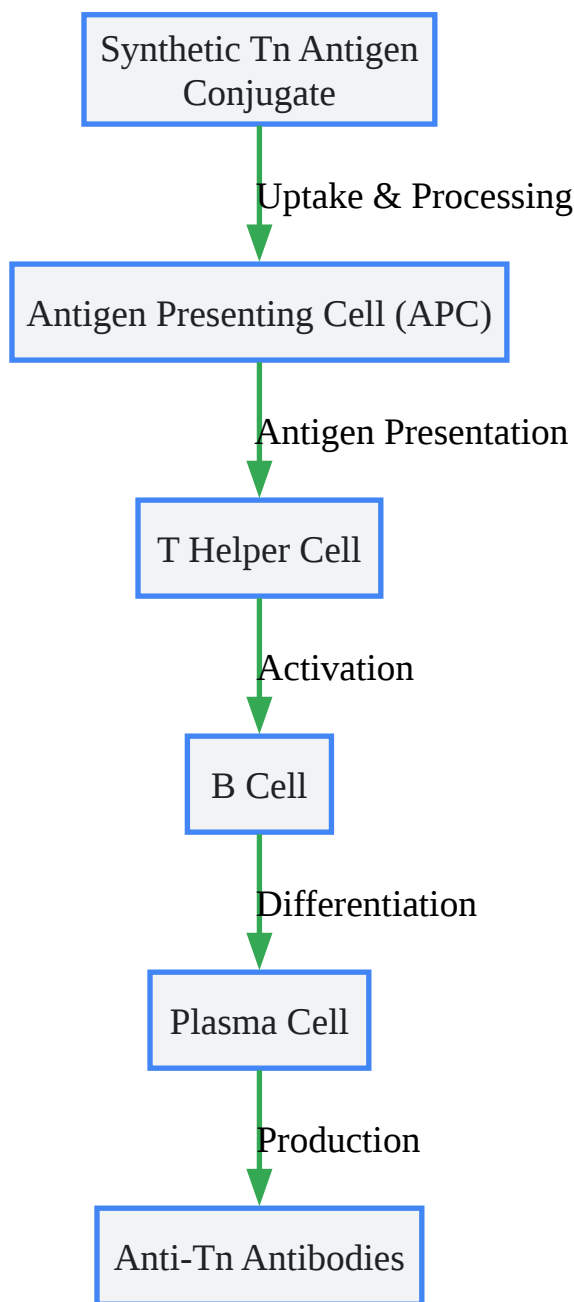 Synthetic Tn Antigen
Conjugate
Uptake & Processing
Antigen Presenting Cell (APC)
Antigen Presentation
T Helper Cell
Activation
B Cell
Differentiation
Plasma Cell
Production
Anti-Tn Antibodies